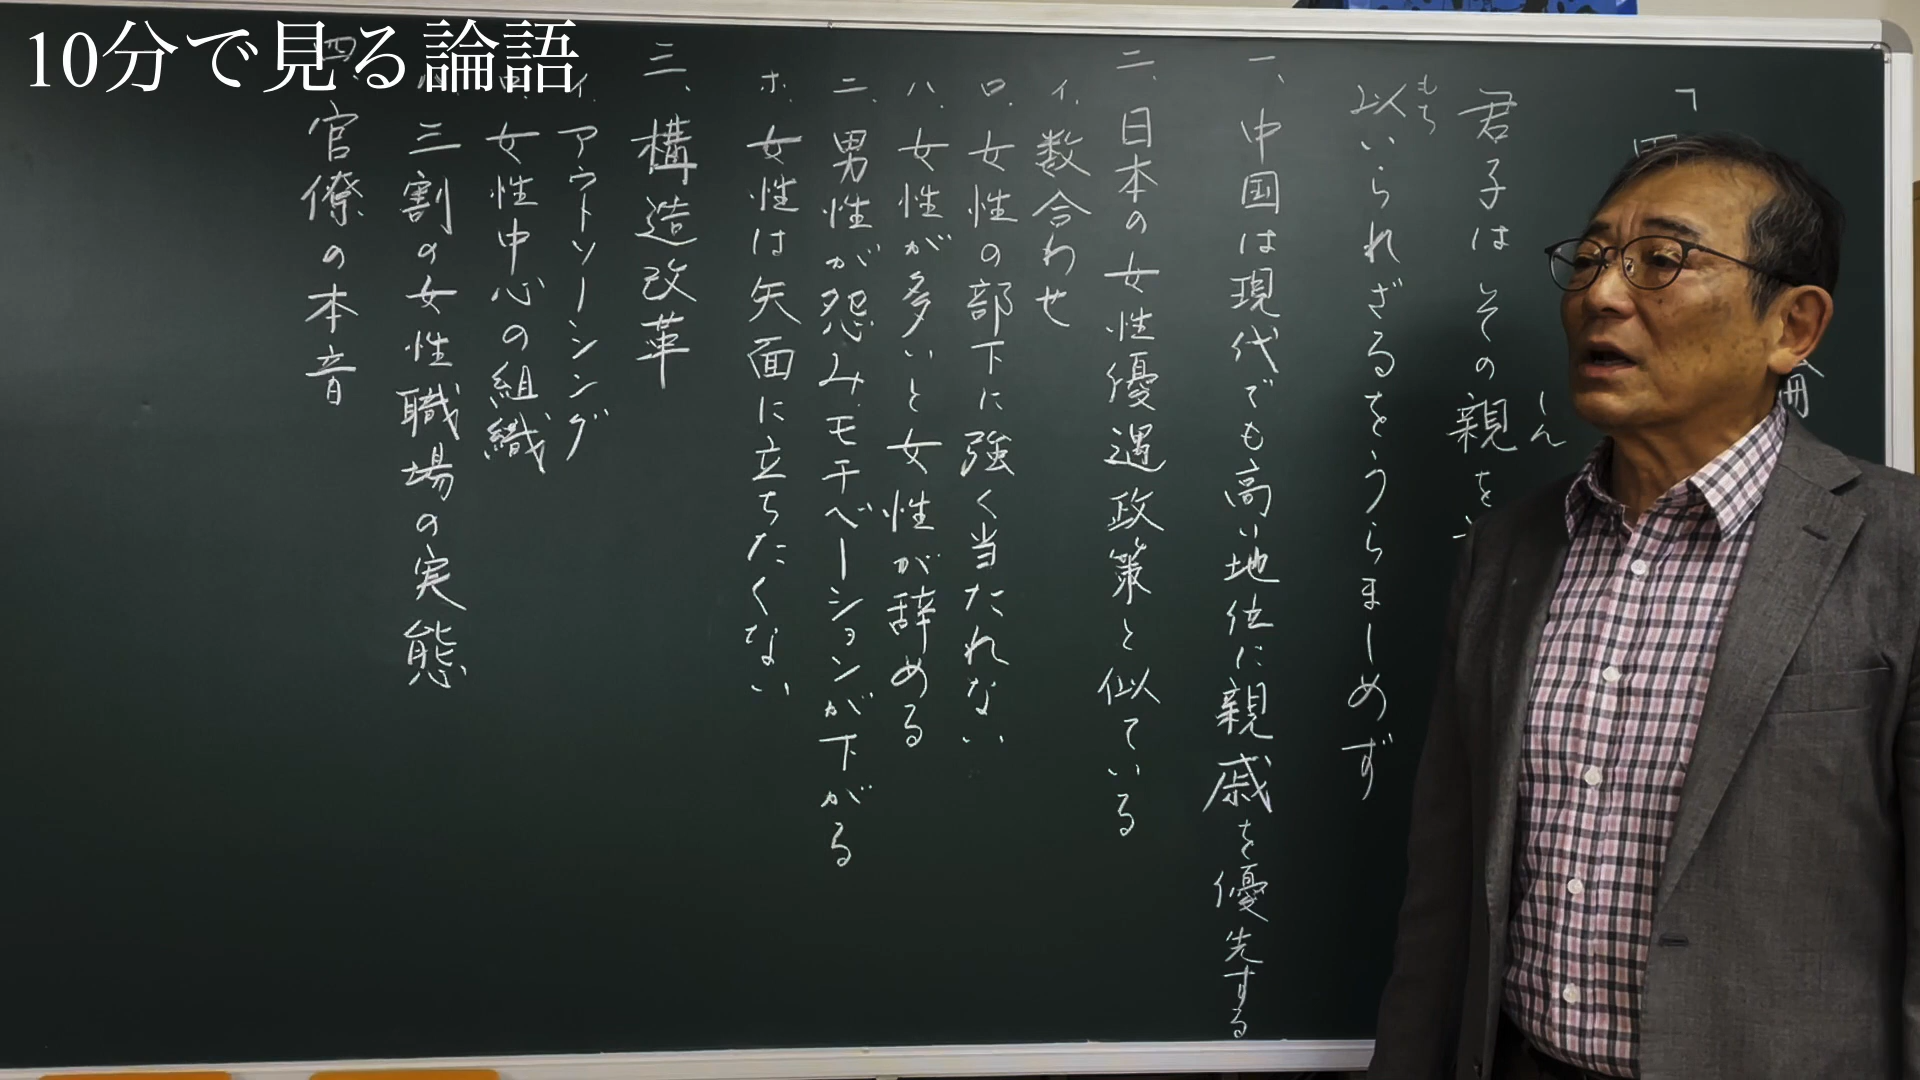 10分で見る論語
君子はその親を
しん
以いられざるをうらましめず
もち
一、中国は現代でも高い地位に親戚を優先する
二、日本の女性優遇政策と似ている
イ.数合わせ
ロ.女性の部下に強く当たれない
ハ.女性が多いと女性が辞める
ニ.男性が怨みモチベーションが下がる
ホ.女性は矢面に立ちたくない
三、構造改革
イ.アウトソーシング
ロ.女性中心の組織
三割の女性職場の実態
四 官僚の本音